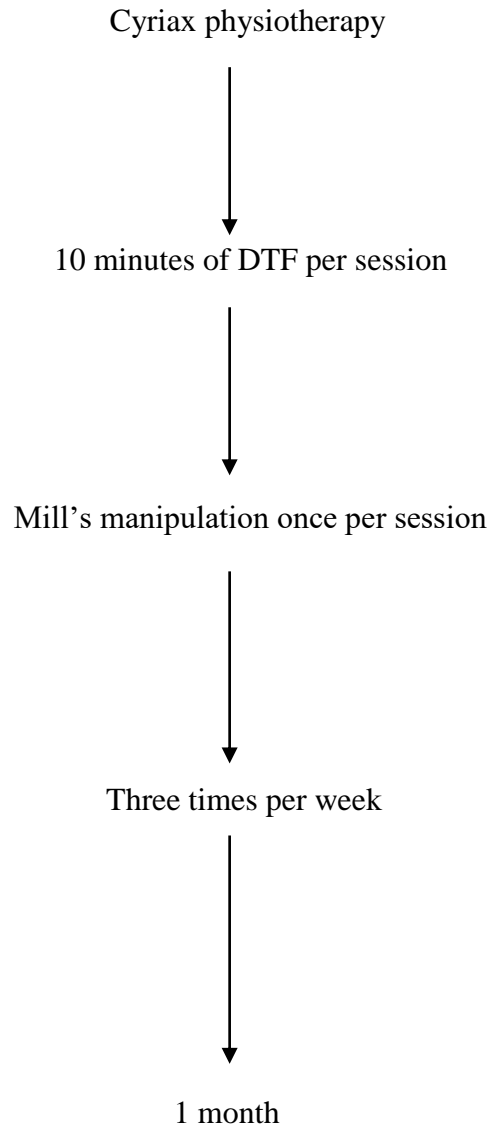 Cyriax physiotherapy
10 minutes of DTF per session
Mill’s manipulation once per session
Three times per week
1 month